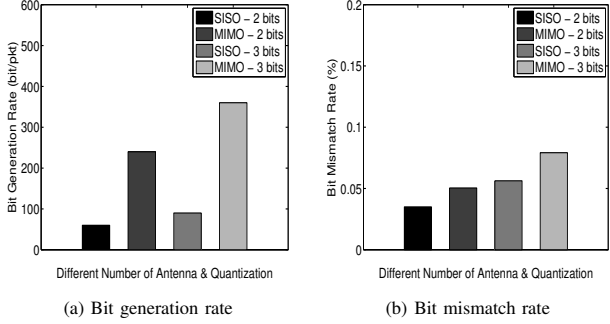 Bit Generation Rate (bit/pkt)
600
500
400
300
200
100
0
SISO – 2 bits
MIMO – 2 bits
SISO – 3 bits
MIMO – 3 bits
Different Number of Antenna & Quantization
(a) Bit generation rate
Bit Mismatch Rate (%)
0.2
0.15
0.1
0.05
0
SISO – 2 bits
MIMO – 2 bits
SISO – 3 bits
MIMO – 3 bits
Different Number of Antenna & Quantization
(b) Bit mismatch rate